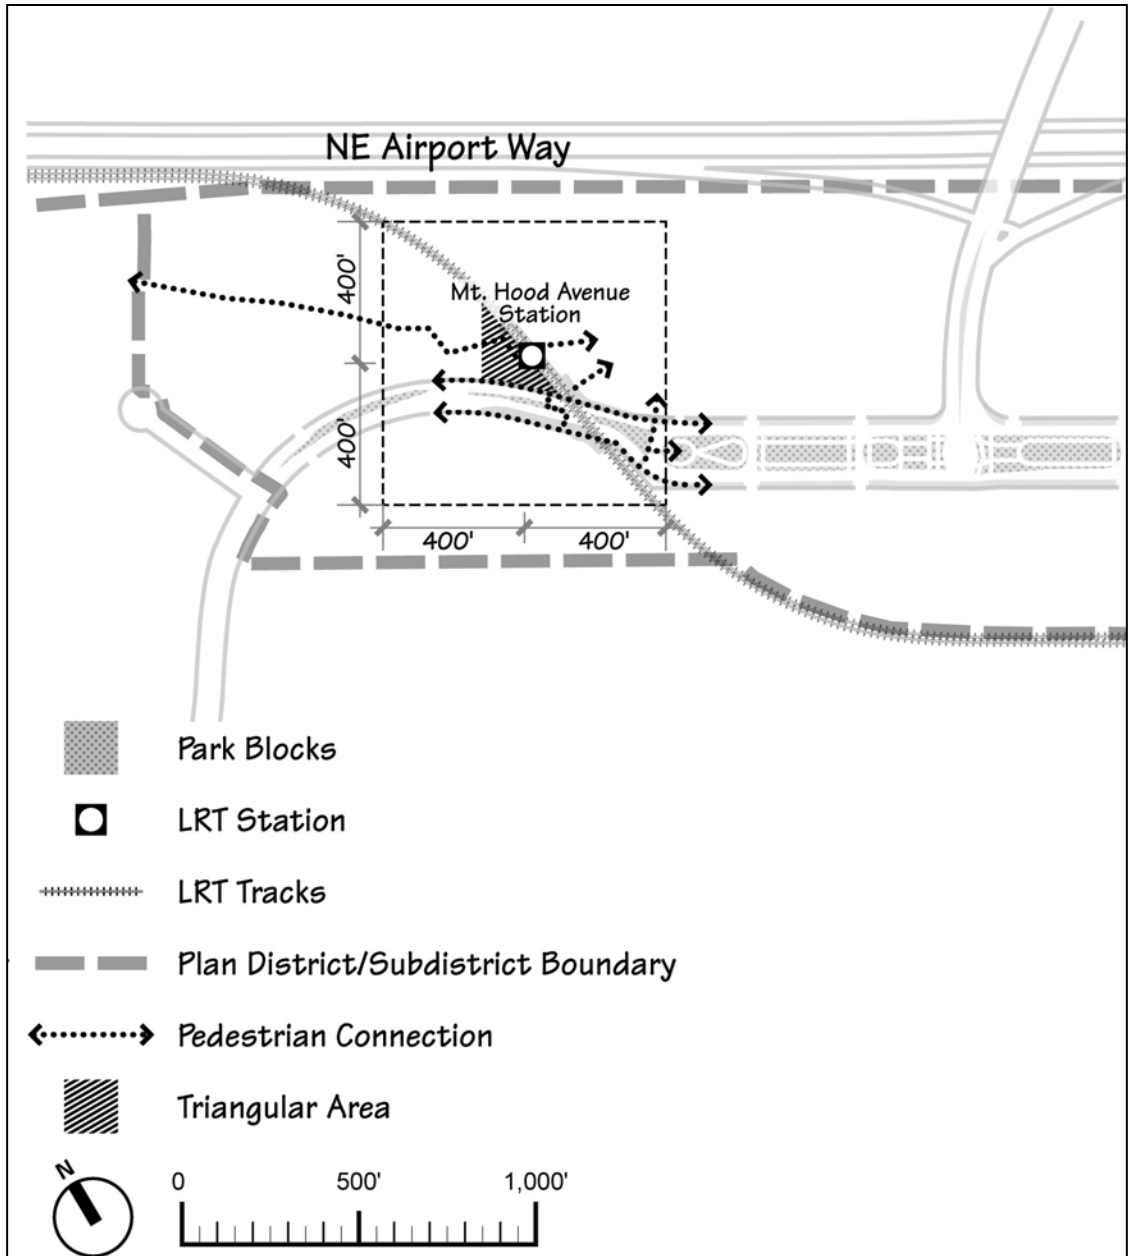 NE Airport Way
400'
Mt. Hood Avenue
Station
400'
400'
400'
Park Blocks
LRT Station
LRT Tracks
Plan District/Subdistrict Boundary
Pedestrian Connection
Triangular Area
N
0 500' 1,000'